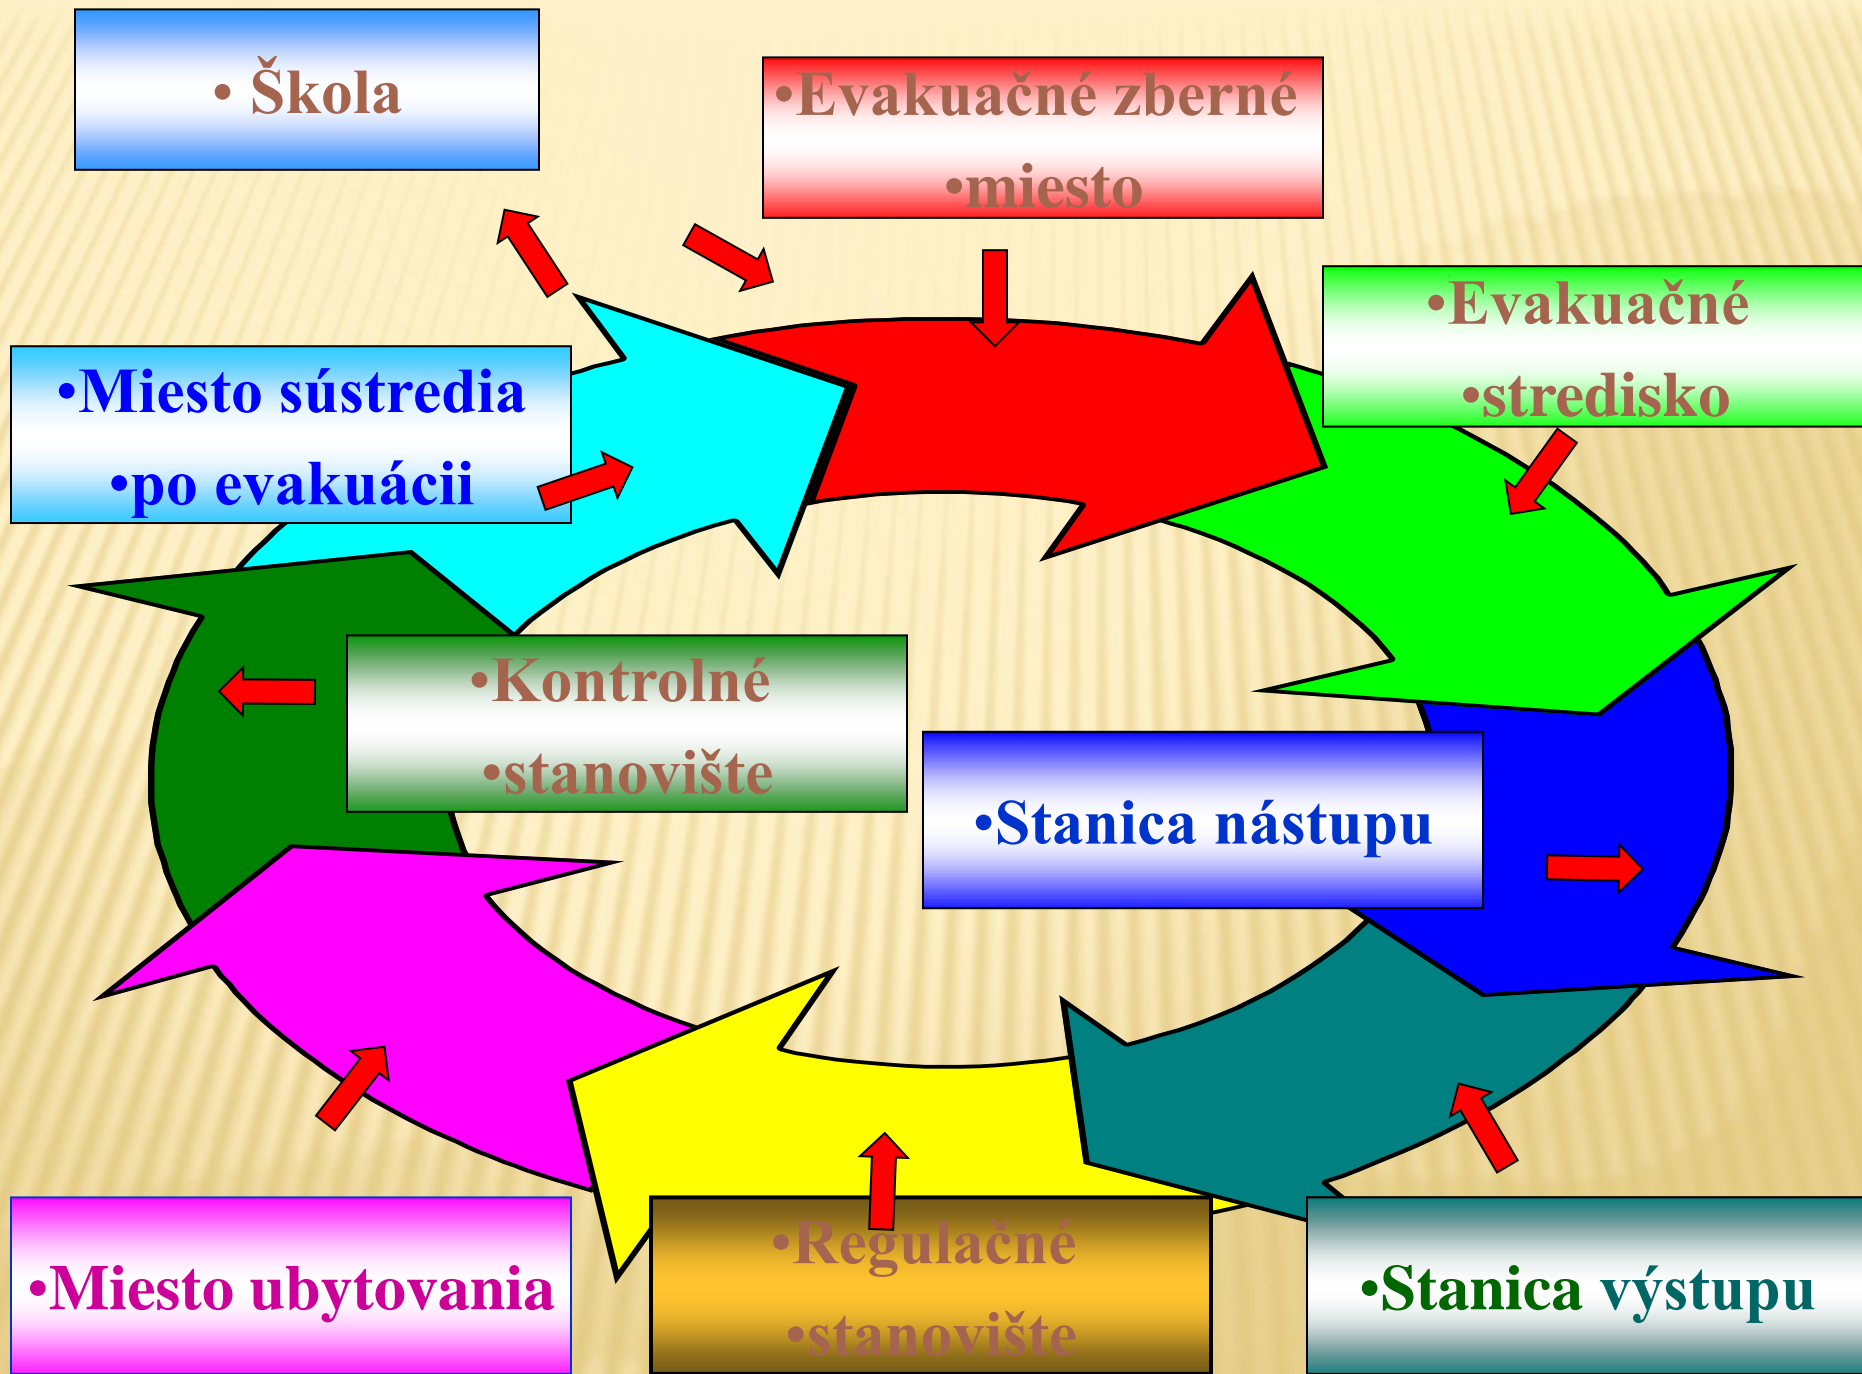 • Škola
•Evakuačné zberné
•miesto
•Evakuačné
•stredisko
•Miesto sústredia
•po evakuácii
•Kontrolné
•stanovište
•Stanica nástupu
•Miesto ubytovania
•Regulačné
•stanovište
•Stanica výstupu